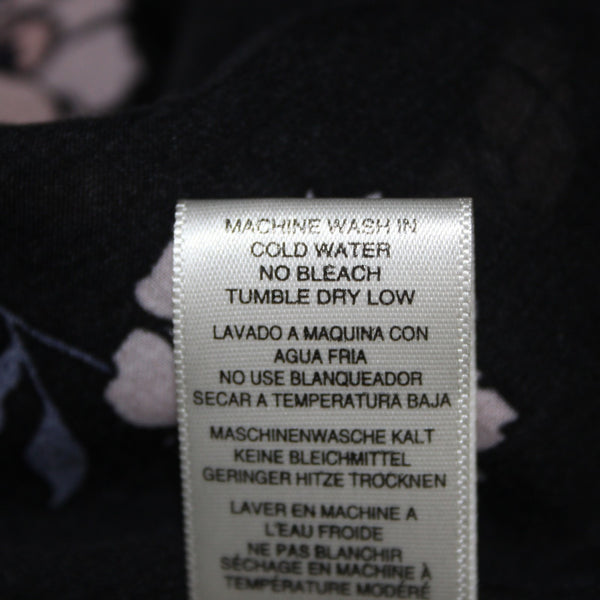 MACHINE WASH IN
COLD WATER
NO BLEACH
TUMBLE DRY LOW
LAVADO A MAQUINA CON
AGUA FRIA
NO USE BLANQUEADOR
SECAR A TEMPERATURA BAJA
MASCHINENWASCHE KALT
KEINE BLEICHMITTEL
GERINGER HITZE TROCKNEN
LAVER EN MACHINE A
L'EAU FROIDE
NE PAS BLANCHIR
SÉCHAGE EN MACHINE À
TEMPÉRATURE MODÉRÉ